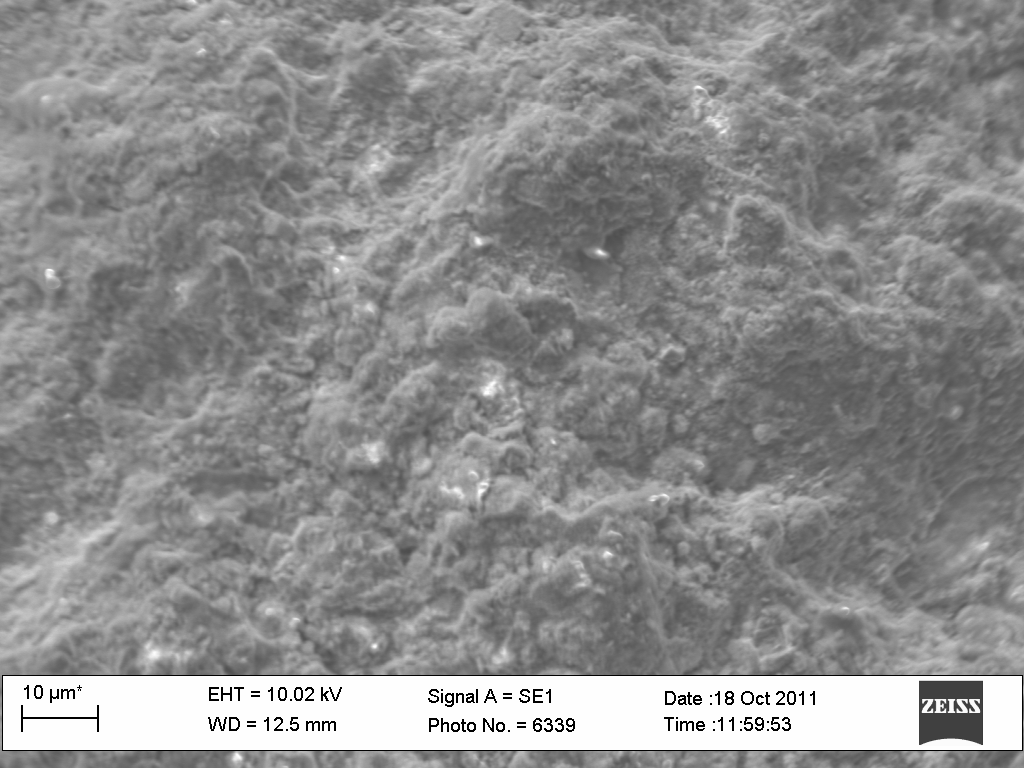 10 µm*
EHT = 10.02 kV
WD = 12.5 mm
Signal A = SE1
Photo No. = 6339
Date :18 Oct 2011
Time :11:59:53
ZEISS